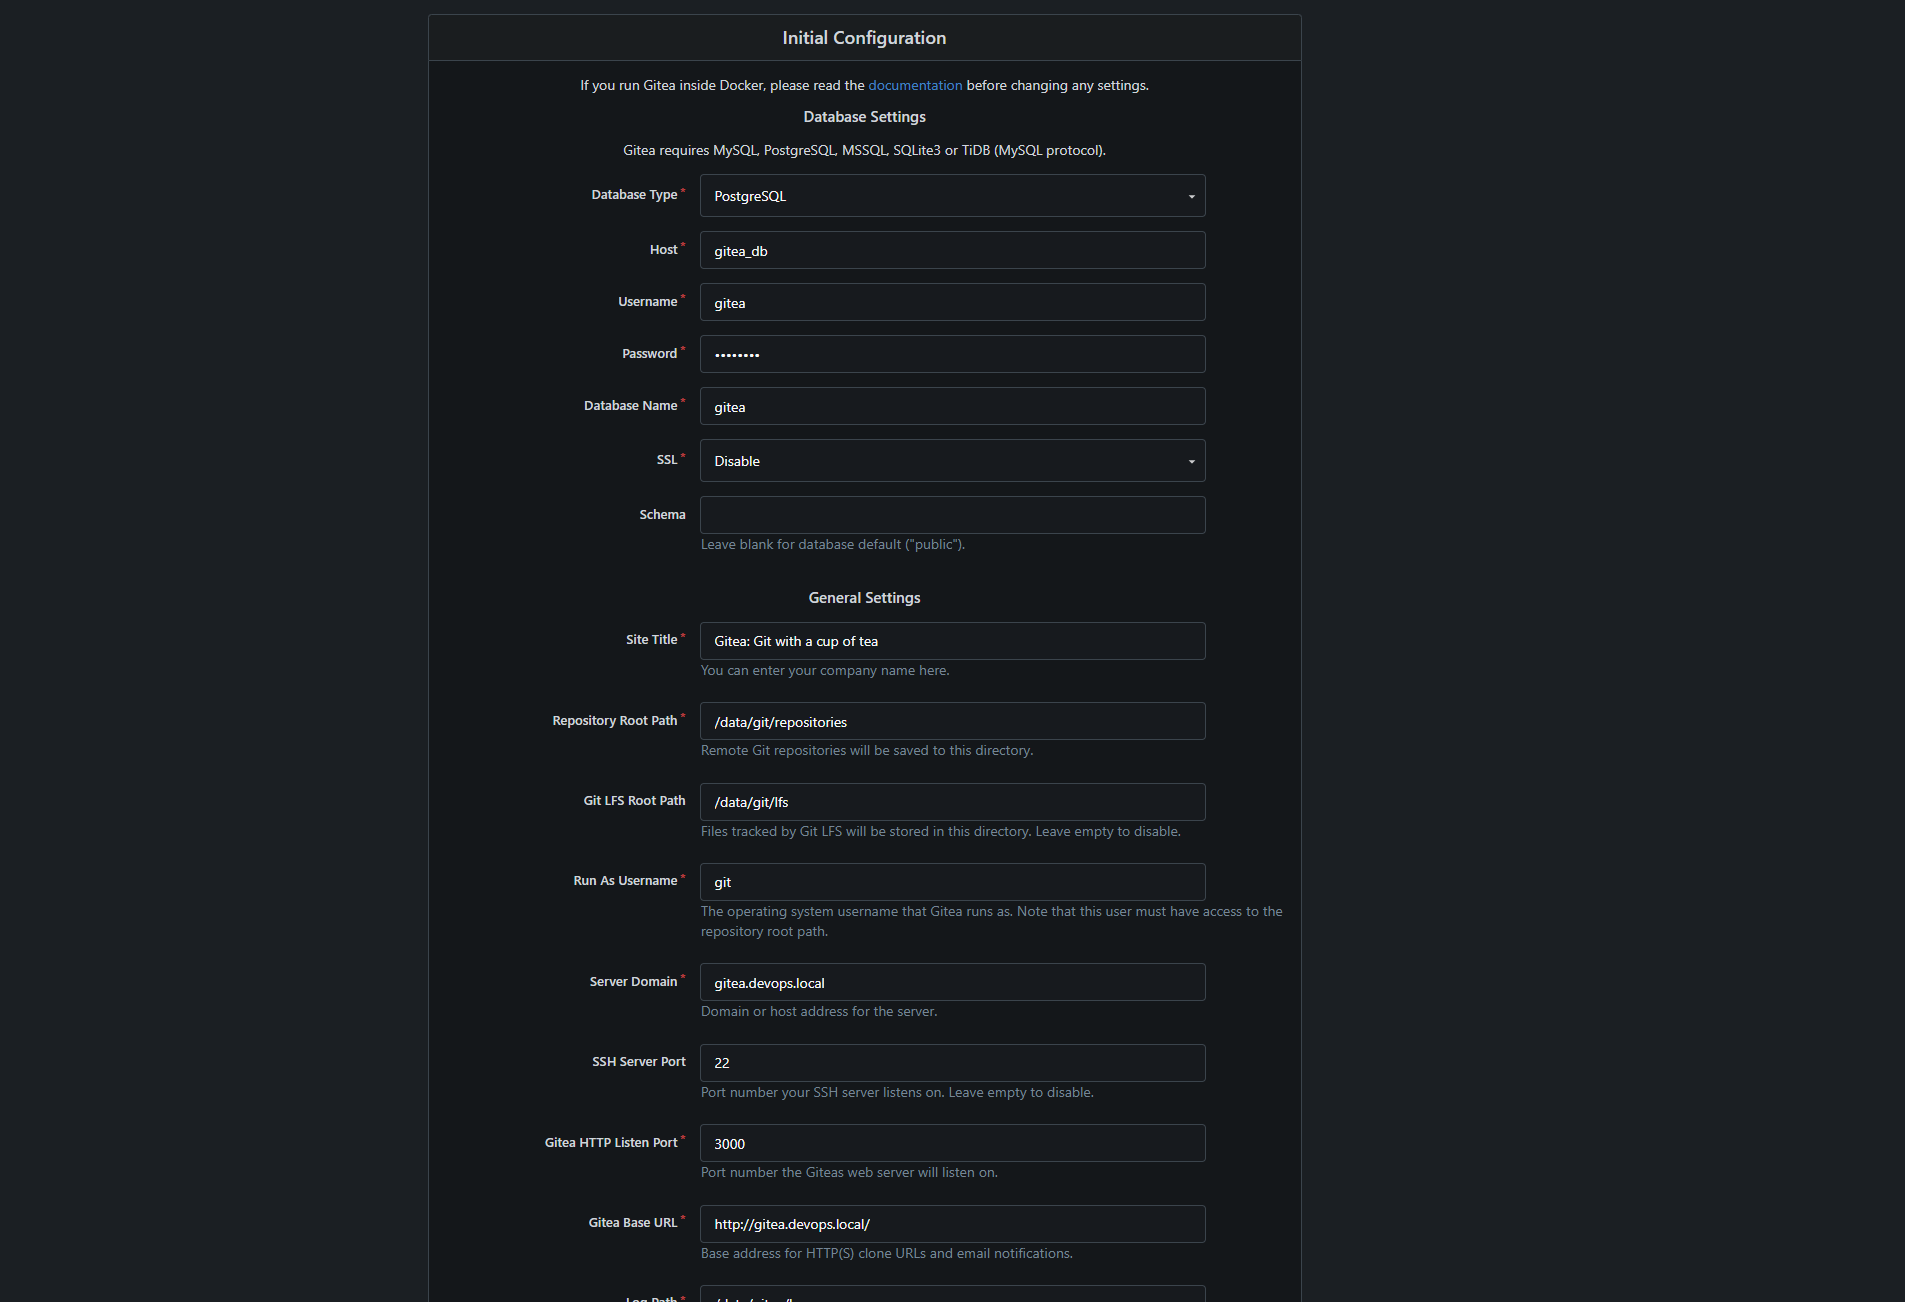 Initial Configuration
If you run Gitea inside Docker, please read the documentation before changing any settings.
Database Settings
Gitea requires MySQL, PostgreSQL, MSSQL, SQLite3 or TiDB (MySQL protocol).
Database Type* PostgreSQL
Host* gitea_db
Username* gitea
Password* ••••••••
Database Name* gitea
SSL* Disable
Schema
Leave blank for database default ("public").
General Settings
Site Title* Gitea: Git with a cup of tea
You can enter your company name here.
Repository Root Path* /data/git/repositories
Remote Git repositories will be saved to this directory.
Git LFS Root Path /data/git/lfs
Files tracked by Git LFS will be stored in this directory. Leave empty to disable.
Run As Username* git
The operating system username that Gitea runs as. Note that this user must have access to the
repository root path.
Server Domain* gitea.devops.local
Domain or host address for the server.
SSH Server Port 22
Port number your SSH server listens on. Leave empty to disable.
Gitea HTTP Listen Port* 3000
Port number the Giteas web server will listen on.
Gitea Base URL* http://gitea.devops.local/
Base address for HTTP(S) clone URLs and email notifications.
Log Path*